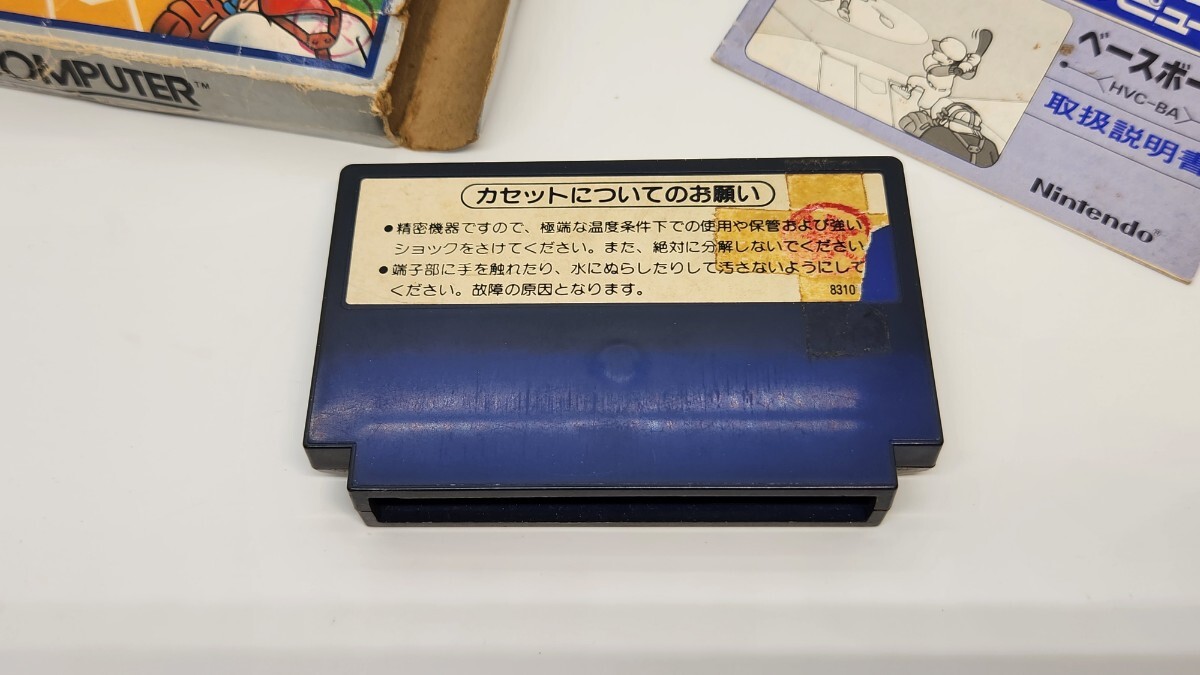 COMPUTER™
ベースボー
〈HVC-BA〉
取扱説明書
Nintendo®
カセットについてのお願い
●精密機器ですので、極端な温度条件下での使用や保管および強い
ショックをさけてください。また、絶対に分解しないでください
●端子部に手を触れたり、水にぬらしたりして汚さないようにして
ください。故障の原因となります。
8310